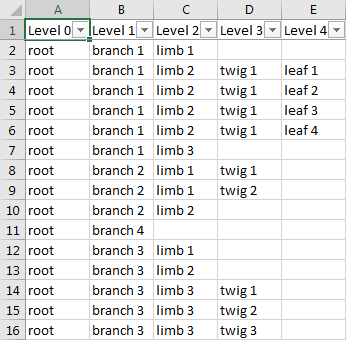 A B C D E
1 Level 0 Level 1 Level 2 Level 3 Level 4
2 root branch 1 limb 1
3 root branch 1 limb 2 twig 1 leaf 1
4 root branch 1 limb 2 twig 1 leaf 2
5 root branch 1 limb 2 twig 1 leaf 3
6 root branch 1 limb 2 twig 1 leaf 4
7 root branch 1 limb 3
8 root branch 2 limb 1 twig 1
9 root branch 2 limb 1 twig 2
10 root branch 2 limb 2
11 root branch 4
12 root branch 3 limb 1
13 root branch 3 limb 2
14 root branch 3 limb 3 twig 1
15 root branch 3 limb 3 twig 2
16 root branch 3 limb 3 twig 3